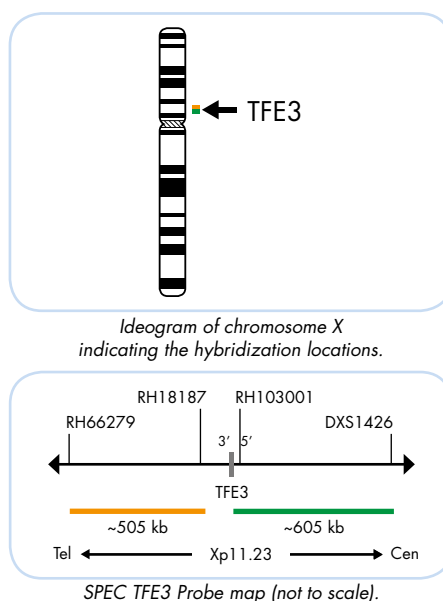 TFE3
Ideogram of chromosome X
indicating the hybridization locations.
RH18187 RH103001
RH66279 DXS1426
3’ 5’
TFE3
~505 kb ~605 kb
Tel Xp11.23 Cen
SPEC TFE3 Probe map (not to scale).